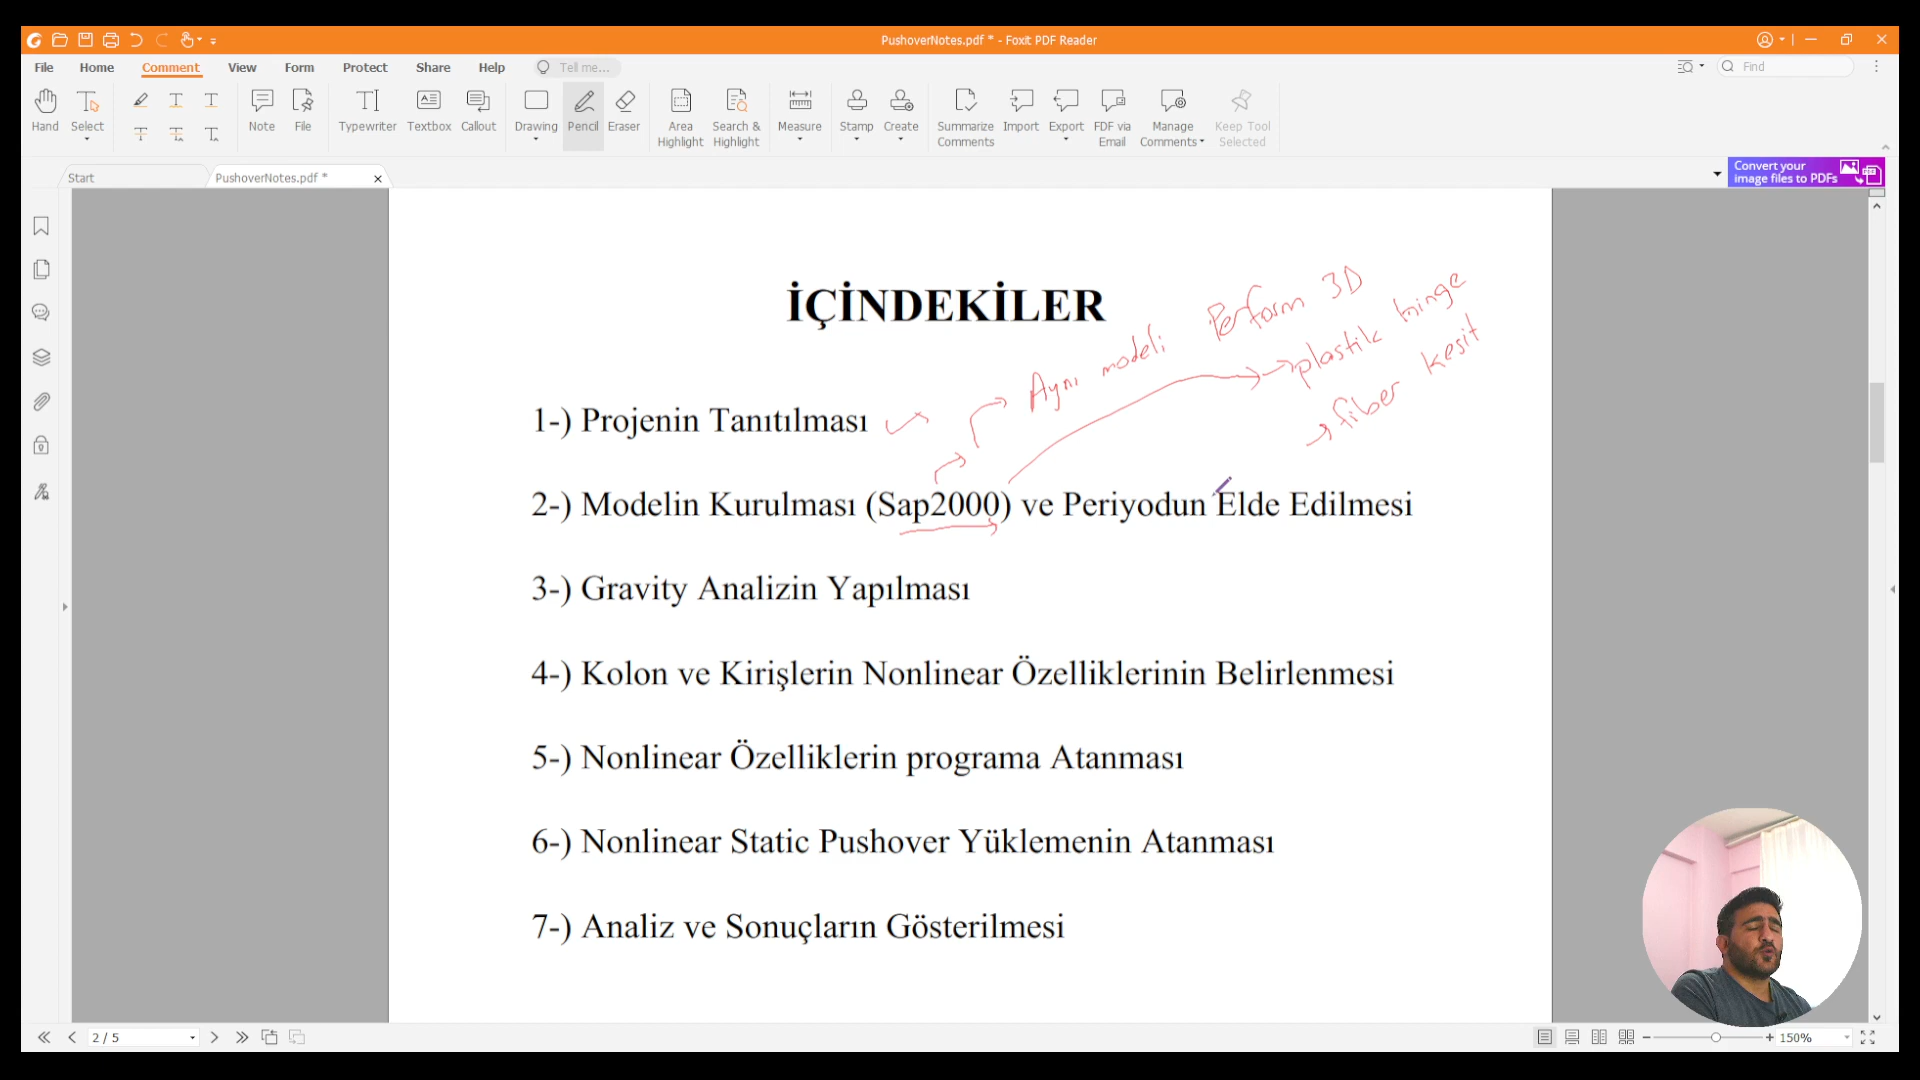 PushoverNotes.pdf * - Foxit PDF Reader
File Home Comment View Form Protect Share Help Tell me... Find
Hand Select Note File Typewriter Textbox Callout Drawing Pencil Eraser Area Highlight Search & Highlight Measure Stamp Create Summarize Comments Import Export FDF via Email Manage Comments Keep Tool Selected
Start PushoverNotes.pdf *
Convert your
image files to PDFs
İÇİNDEKİLER
Perform 3D
Aynı modeli
→plastik hinge
→fiber kesit
1-) Projenin Tanıtılması
2-) Modelin Kurulması (Sap2000) ve Periyodun Elde Edilmesi
3-) Gravity Analizin Yapılması
4-) Kolon ve Kirişlerin Nonlinear Özelliklerinin Belirlenmesi
5-) Nonlinear Özelliklerin programa Atanması
6-) Nonlinear Static Pushover Yüklemenin Atanması
7-) Analiz ve Sonuçların Gösterilmesi
2 / 5
150%